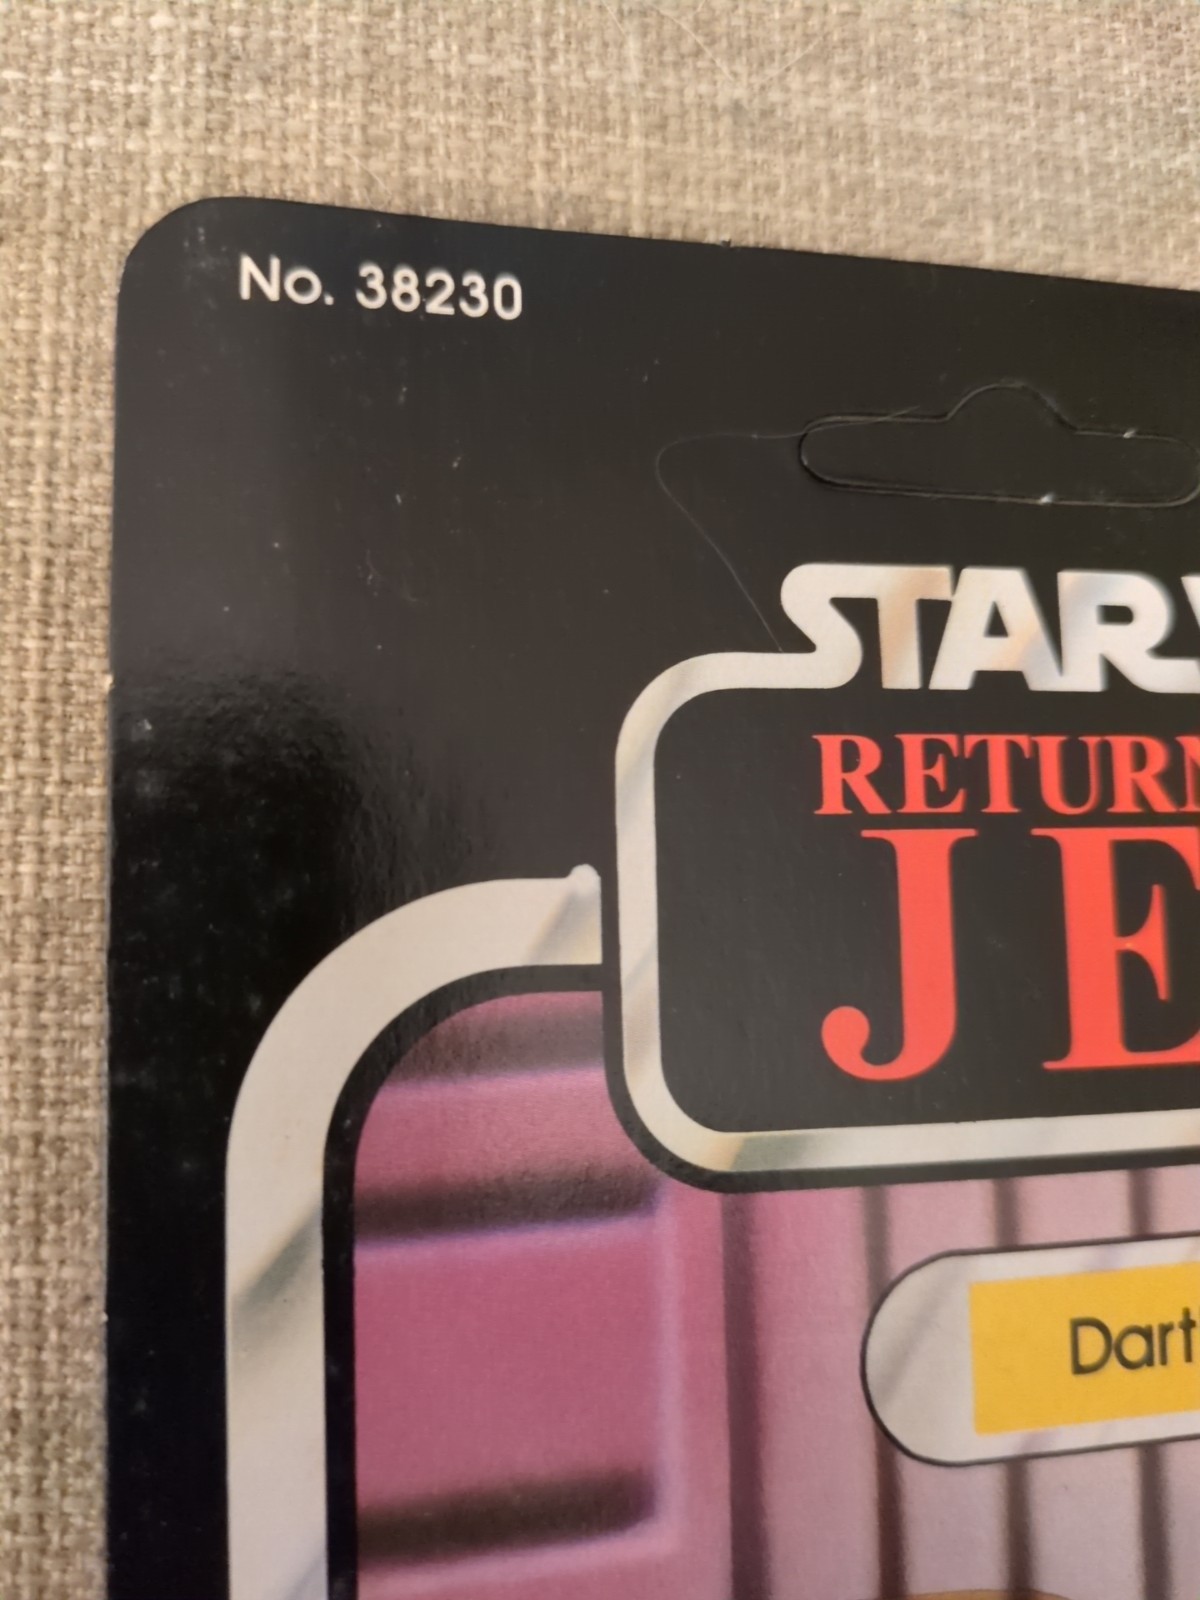 No. 38230
STAR
RETURN
JE
Dart